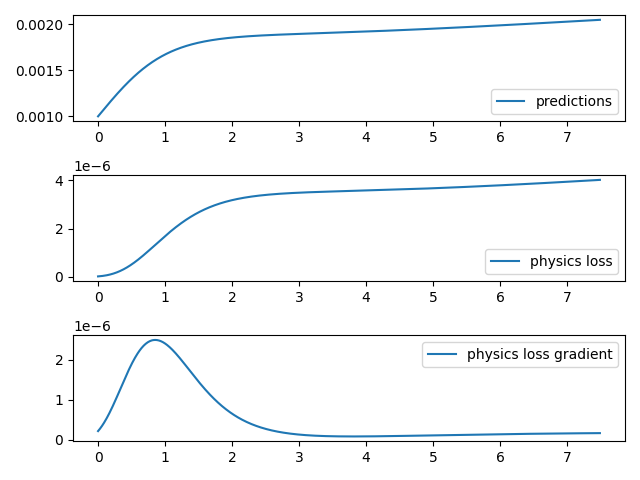 0.0020
0.0015
0.0010
predictions
0 1 2 3 4 5 6 7
1e−6
4
2
0
physics loss
0 1 2 3 4 5 6 7
1e−6
physics loss gradient
2
1
0
0 1 2 3 4 5 6 7